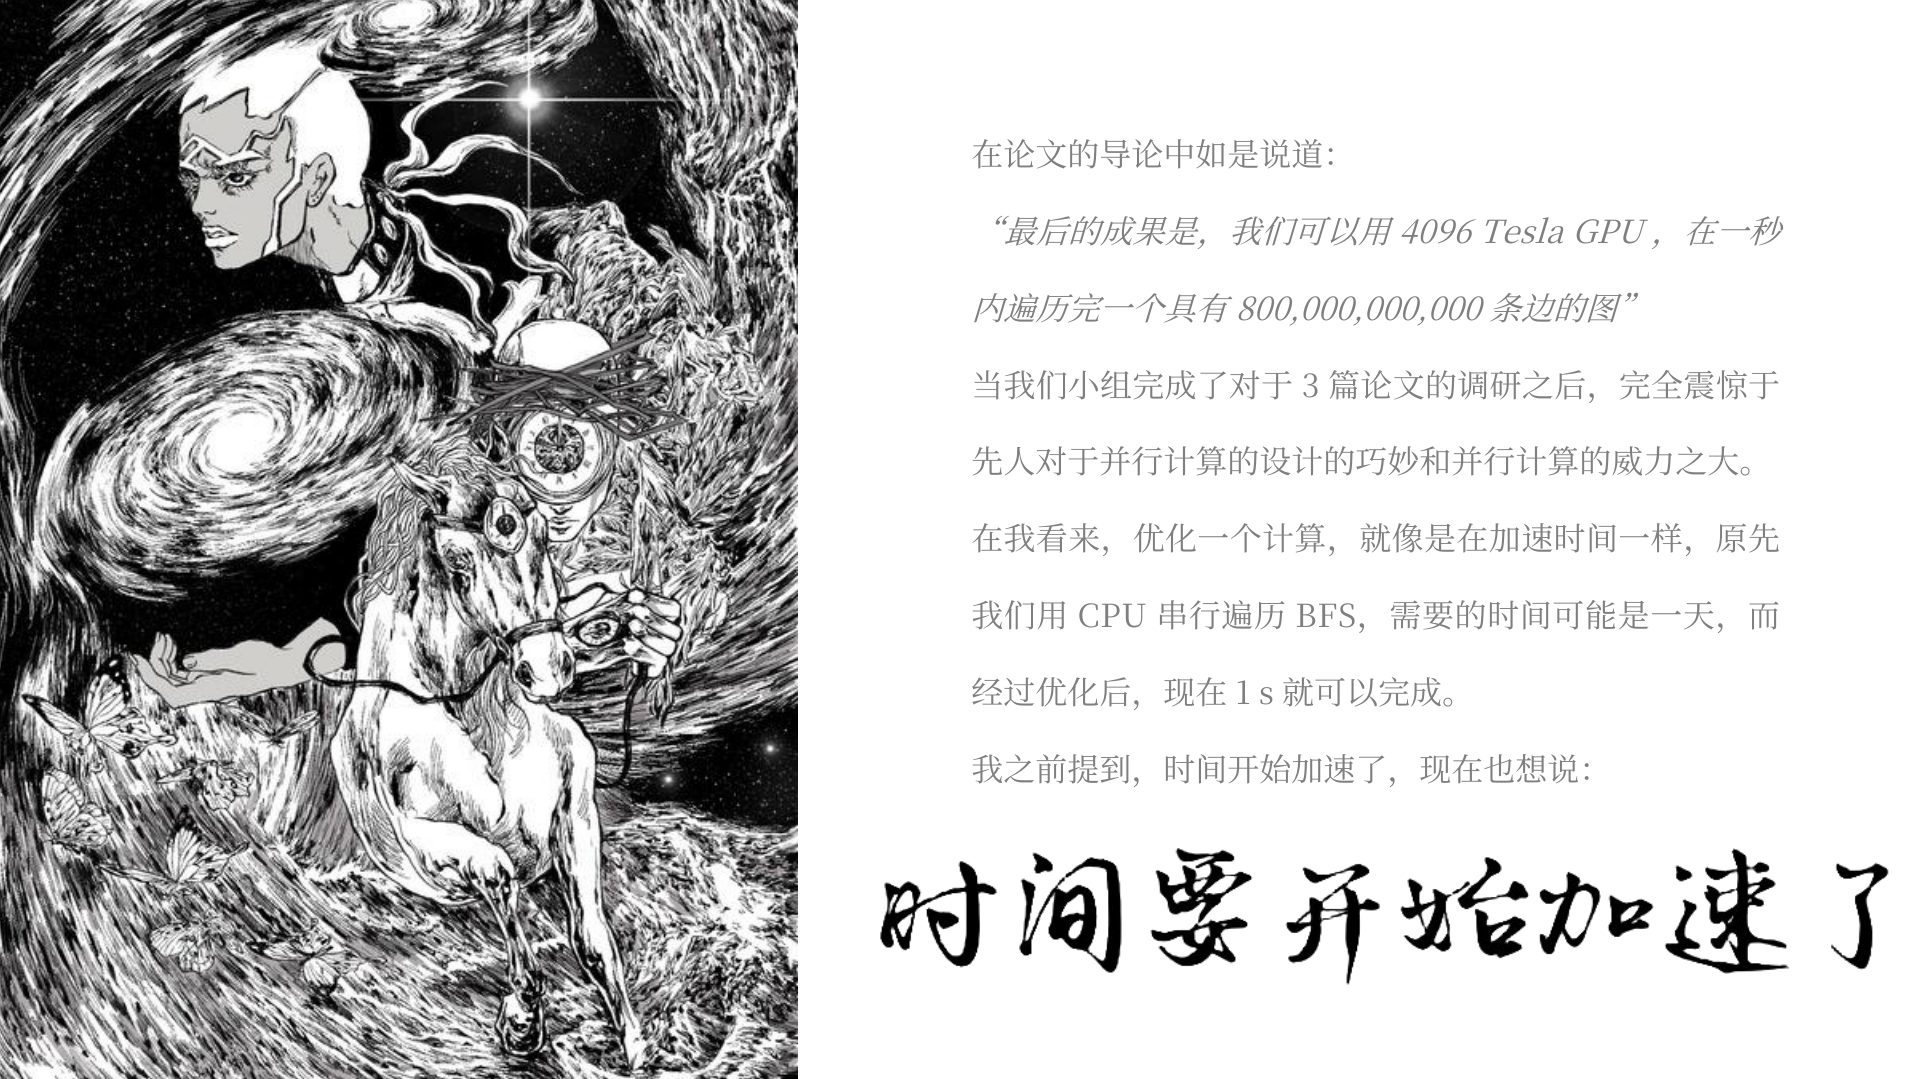 在论文的导论中如是说道：
“最后的成果是，我们可以用 4096 Tesla GPU ，在一秒
内遍历完一个具有 800,000,000,000 条边的图”
当我们小组完成了对于 3 篇论文的调研之后，完全震惊于
先人对于并行计算的设计的巧妙和并行计算的威力之大。
在我看来，优化一个计算，就像是在加速时间一样，原先
我们用 CPU 串行遍历 BFS，需要的时间可能是一天，而
经过优化后，现在 1 s 就可以完成。
我之前提到，时间开始加速了，现在也想说：
时间要开始加速了